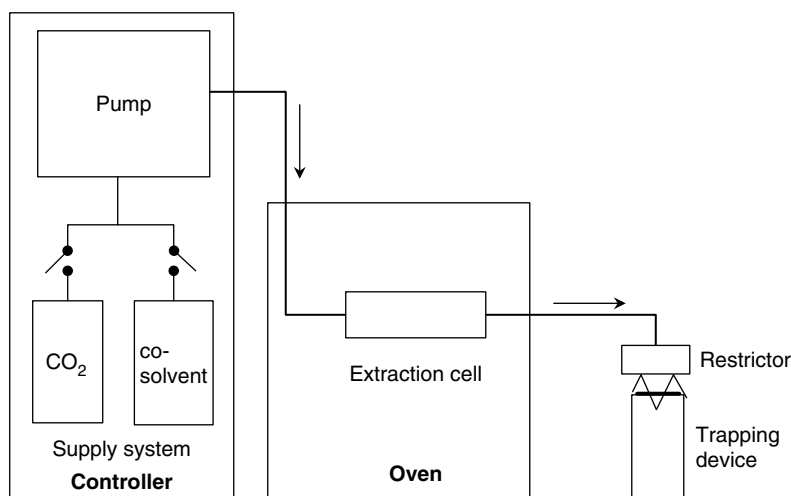 Pump
CO₂
co-
solvent
Supply system
Controller
Extraction cell
Oven
Restrictor
Trapping
device